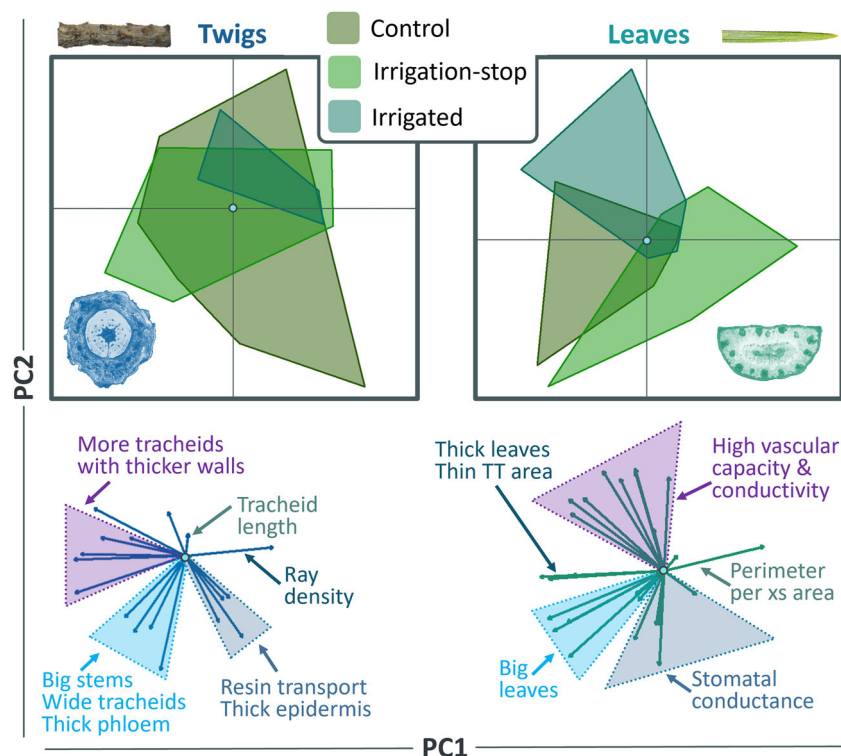 Twigs
Control
Irrigation-stop
Irrigated
Leaves
PC2
More tracheids
with thicker walls
Tracheid
length
Ray
density
Big stems
Wide tracheids
Thick phloem
Resin transport
Thick epidermis
Thick leaves
Thin TT area
High vascular
capacity &
conductivity
Perimeter
per xs area
Big
leaves
Stomatal
conductance
PC1